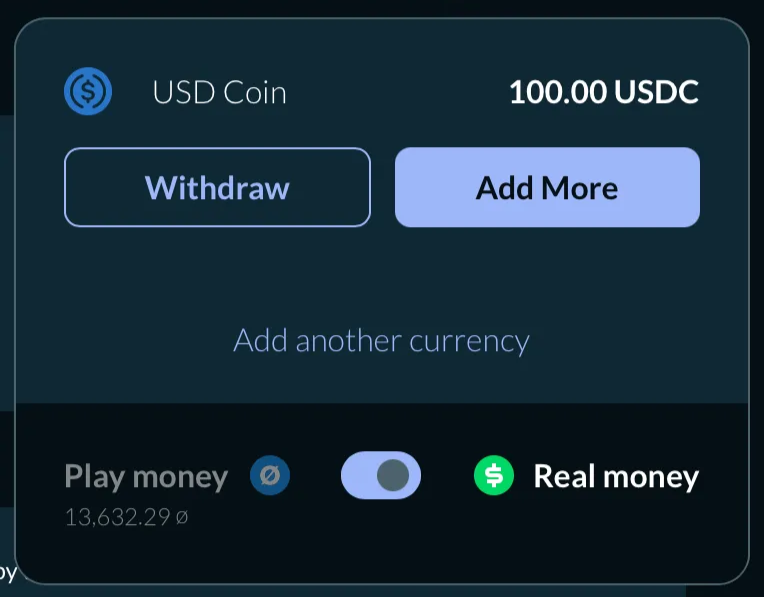 USD Coin 100.00 USDC
Withdraw Add More
Add another currency
Play money Real money
13,632.29 ø